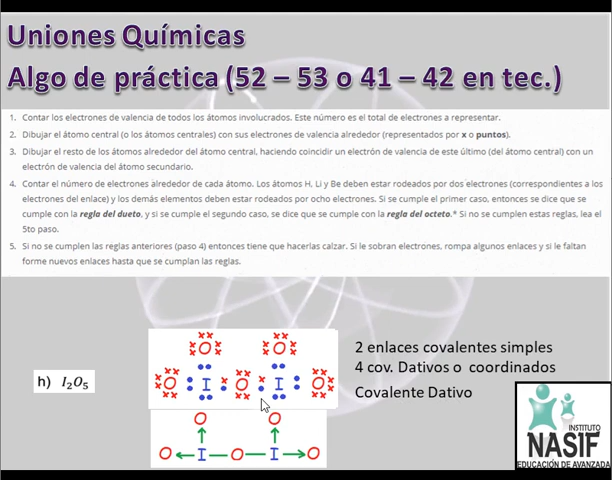 Uniones Químicas
Algo de práctica (52 – 53 o 41 – 42 en tec.)
1. Contar los electrones de valencia de todos los átomos involucrados. Este número es el total de electrones a representar.
2. Dibujar el átomo central (o los átomos centrales) con sus electrones de valencia alrededor (representados por x o puntos).
3. Dibujar el resto de los átomos alrededor del átomo central, haciendo coincidir un electrón de valencia de este último (del átomo central) con un
electrón de valencia del átomo secundario.
4. Contar el número de electrones alrededor de cada átomo. Los átomos H, Li y Be deben estar rodeados por dos electrones (correspondientes a los
electrones del enlace) y los demás elementos deben estar rodeados por ocho electrones. Si se cumple el primer caso, entonces se dice que se
cumple con la regla del dueto, y si se cumple el segundo caso, se dice que se cumple con la regla del octeto.* Si no se cumplen estas reglas, lea el
5to paso.
5. Si no se cumplen las reglas anteriores (paso 4) entonces tiene que hacerlas calzar. Si le sobran electrones, rompa algunos enlaces y si le faltan
forme nuevos enlaces hasta que se cumplan las reglas.
h) I₂O₅
O O
O I O I O
O O
O ← I — O — I → O
2 enlaces covalentes simples
4 cov. Dativos o coordinados
Covalente Dativo
INSTITUTO
NASIF
EDUCACIÓN DE AVANZADA